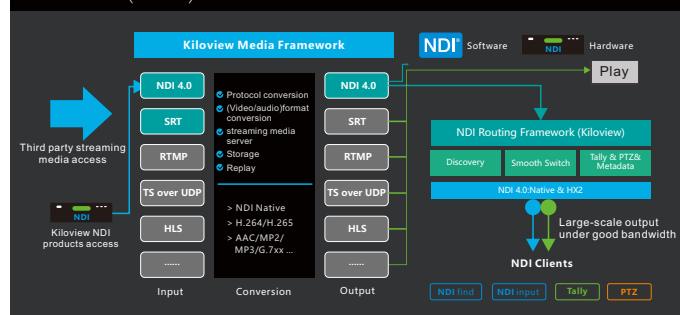 Kiloview Media Framework
NDI Software
NDI Hardware
Play
NDI 4.0
SRT
RTMP
TS over UDP
HLS
......
Input
Third party streaming
media access
NDI
Kiloview NDI
products access
Protocol conversion
(Video/audio)format
conversion
streaming media
server
Storage
Replay
> NDI Native
> H.264/H.265
> AAC/MP2/
MP3/G.7xx ...
Conversion
NDI 4.0
SRT
RTMP
TS over UDP
HLS
......
Output
NDI Routing Framework (Kiloview)
Discovery
Smooth Switch
Tally & PTZ&
Metadata
NDI 4.0:Native & HX2
Large-scale output
under good bandwidth
NDI Clients
NDI find
NDI input
Tally
PTZ